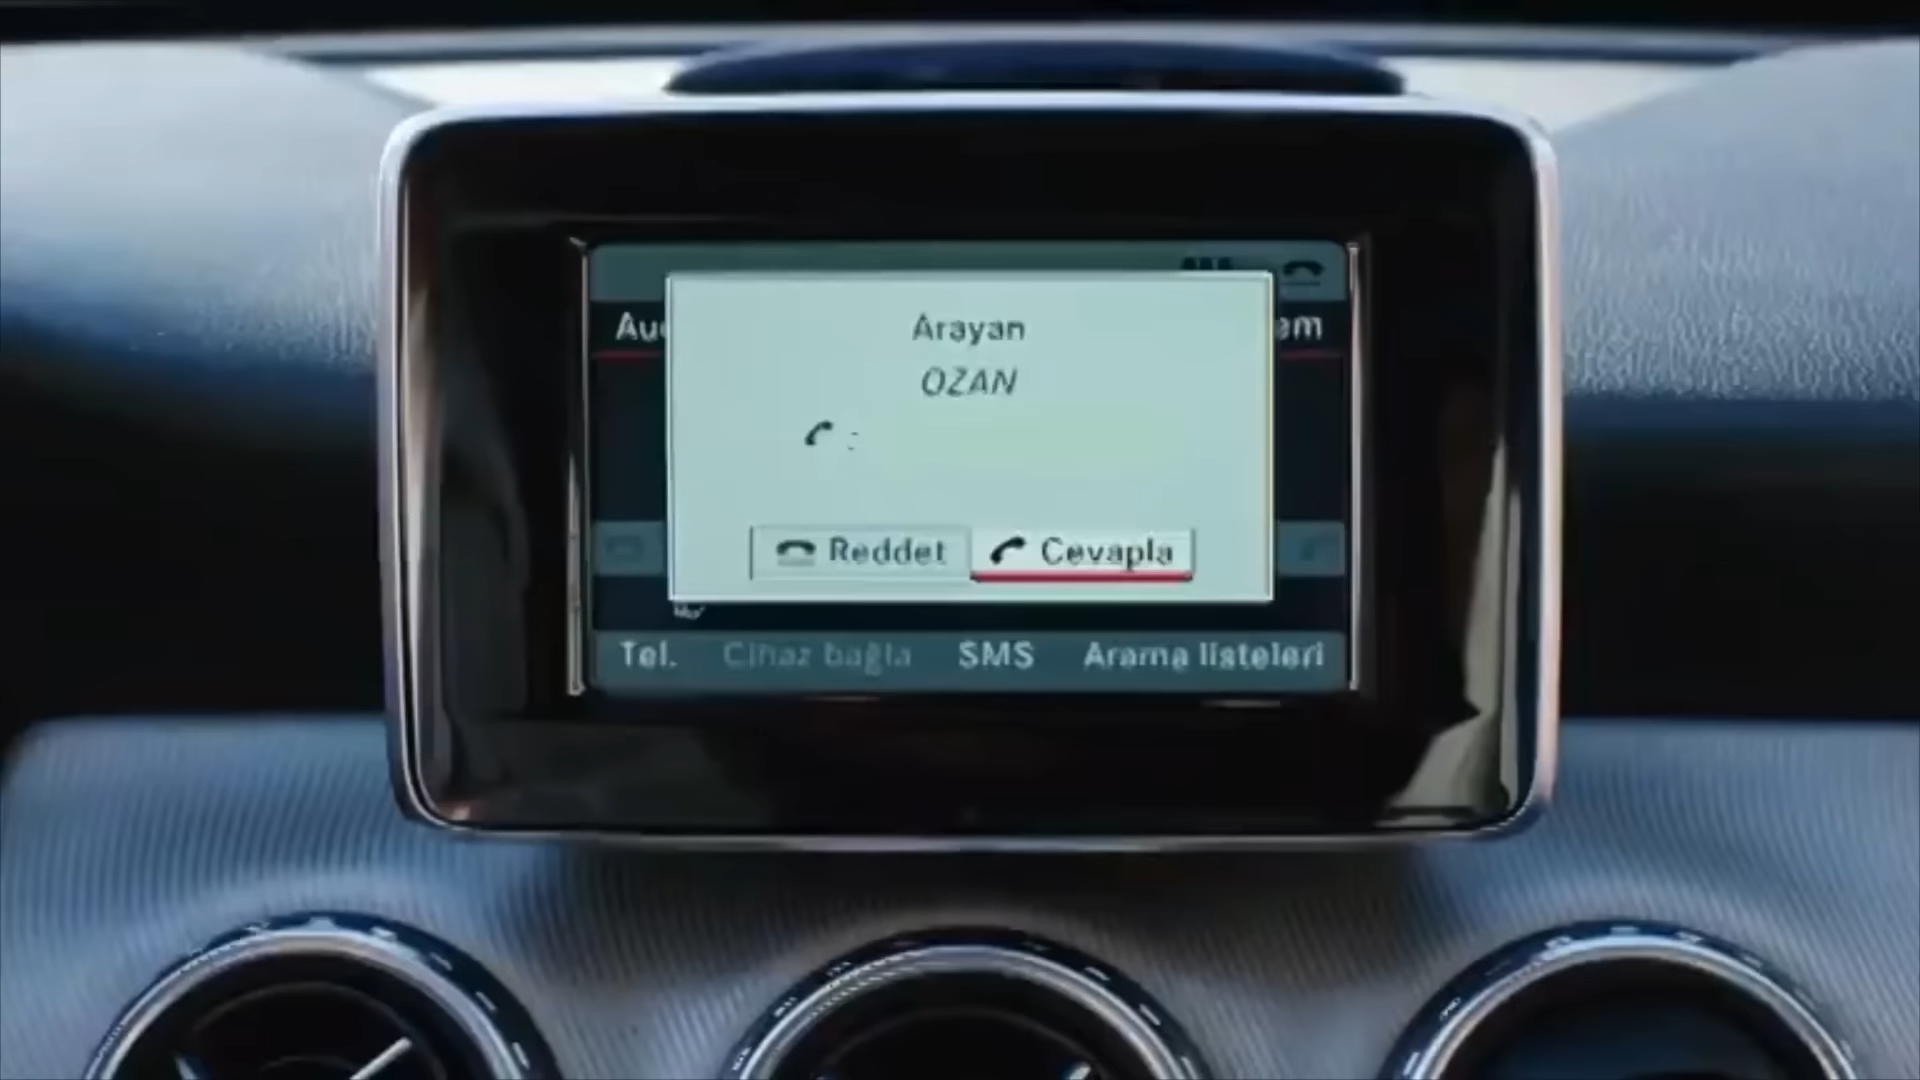 Arayan
OZAN
Reddet Cevapla
Tel. Cihaz bağla SMS Arama listeleri